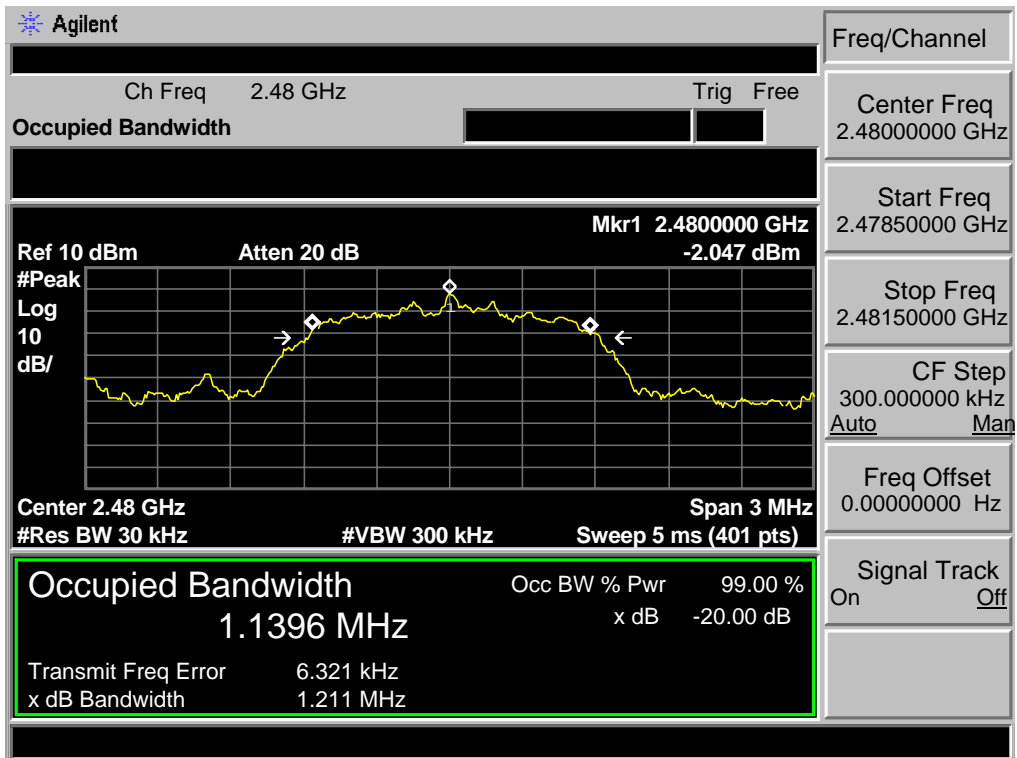 Agilent
Freq/Channel
Ch Freq 2.48 GHz Trig Free
Occupied Bandwidth
Center Freq
2.48000000 GHz
Start Freq
2.47850000 GHz
Mkr1 2.4800000 GHz
Ref 10 dBm Atten 20 dB -2.047 dBm
#Peak
Log
10
dB/
1
Stop Freq
2.48150000 GHz
CF Step
300.000000 kHz
Auto Man
Freq Offset
0.00000000 Hz
Center 2.48 GHz Span 3 MHz
#Res BW 30 kHz #VBW 300 kHz Sweep 5 ms (401 pts)
Signal Track
On Off
Occupied Bandwidth Occ BW % Pwr 99.00 %
1.1396 MHz x dB -20.00 dB
Transmit Freq Error 6.321 kHz
x dB Bandwidth 1.211 MHz